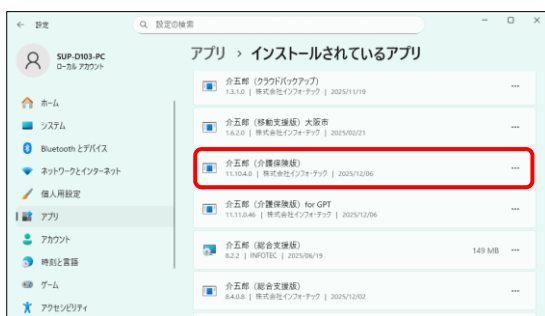 ← 設定
設定の検索
SUP-D103-PC
ローカル アカウント
ホーム
システム
Bluetooth とデバイス
ネットワークとインターネット
個人用設定
アプリ
アカウント
時刻と言語
ゲーム
アクセシビリティ
アプリ › インストールされているアプリ
介五郎（クラウドバックアップ）
1.3.1.0 | 株式会社インフォ・テック | 2025/11/19
介五郎（移動支援版）大阪市
1.6.2.0 | 株式会社インフォ・テック | 2025/02/21
介五郎（介護保険版）
11.10.4.0 | 株式会社インフォ・テック | 2025/12/06
介五郎（介護保険版）for GPT
11.11.0.46 | 株式会社インフォ・テック | 2025/12/06
介五郎（総合支援版）
8.2.2 | INFOTEC | 2025/06/19
149 MB
介五郎（総合支援版）
8.4.0.8 | 株式会社インフォ・テック | 2025/12/02